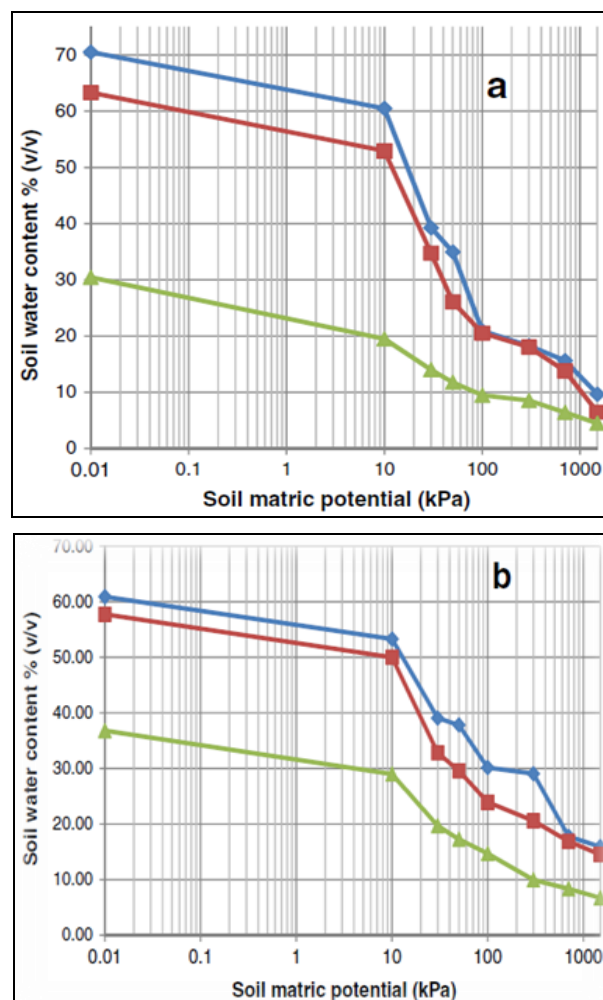 a
70
60
50
40
30
20
10
0
0.01 0.1 1 10 100 1000
Soil water content % (v/v)
Soil matric potential (kPa)
b
70.00
60.00
50.00
40.00
30.00
20.00
10.00
0.00
0.01 0.1 1 10 100 1000
Soil water content % (v/v)
Soil matric potential (kPa)